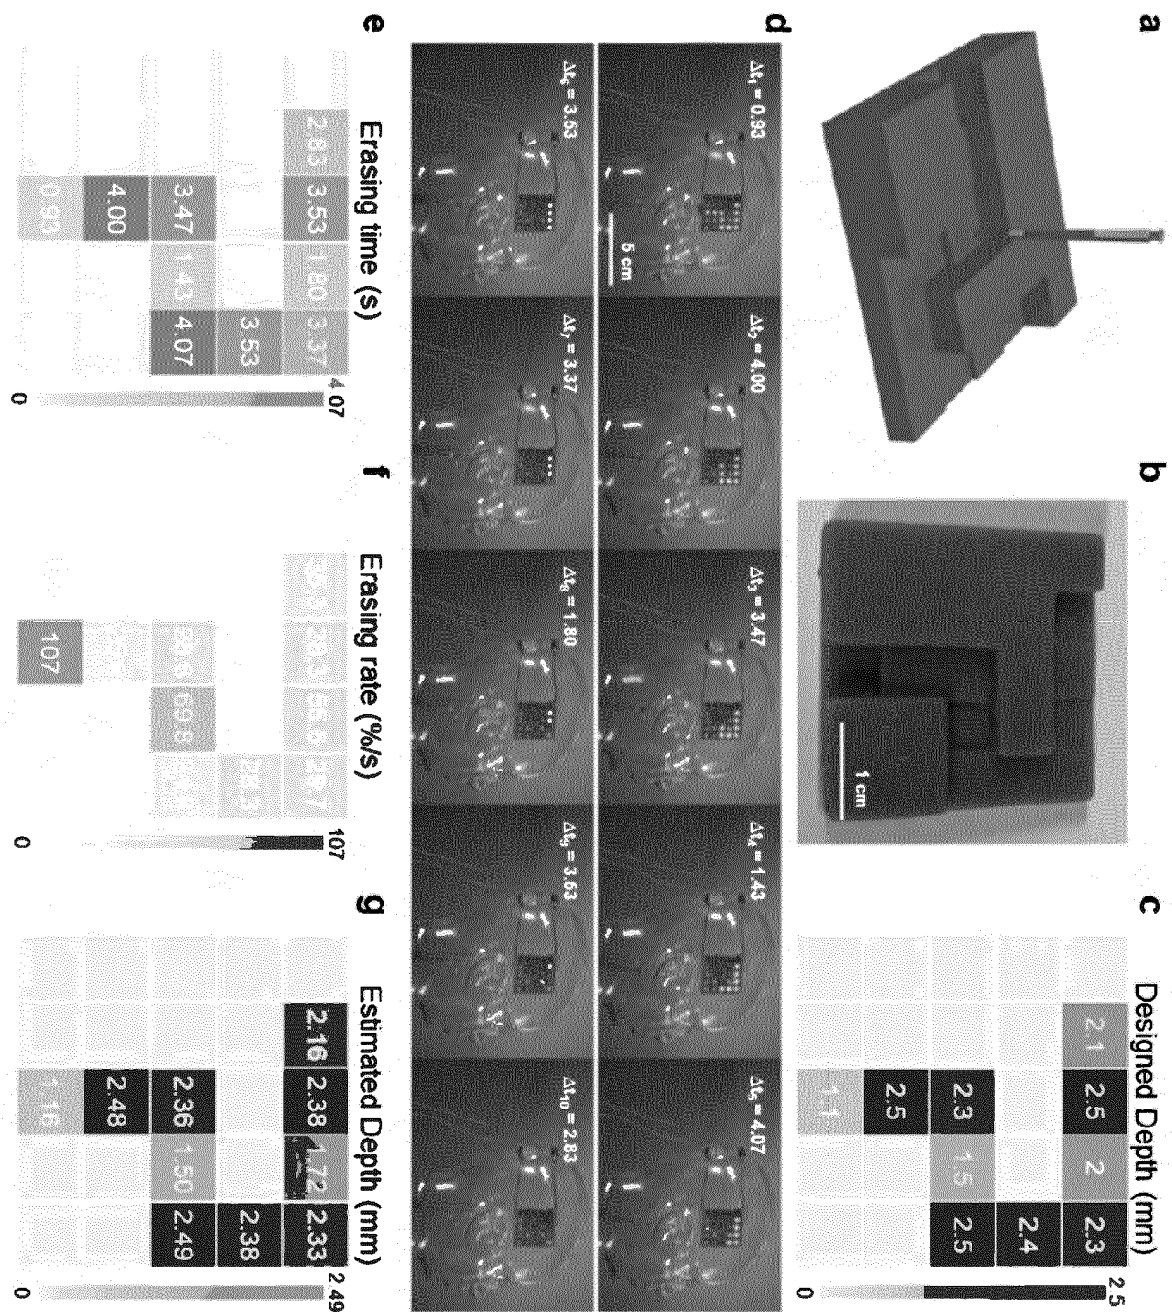 a
b
1 cm
c
Designed Depth (mm)
2.1
2.5
2
2.3
2.4
2.3
1.5
2.5
2.5
1.1
2.5
0
d
Δt₁ = 0.93
Δt₂ = 4.00
Δt₃ = 3.47
Δt₄ = 1.43
Δt₅ = 4.07
5 cm
Δt₆ = 3.53
Δt₇ = 3.37
Δt₈ = 1.80
Δt₉ = 3.53
Δt₁₀ = 2.83
e
Erasing time (s)
2.83
3.53
1.80
3.37
3.53
3.47
1.43
4.07
4.00
0.93
4.07
0
f
Erasing rate (%/s)
28.3
69.8
107
107
0
g
Estimated Depth (mm)
2.16
2.38
1.72
2.33
2.38
2.36
1.50
2.49
2.48
1.16
2.49
0